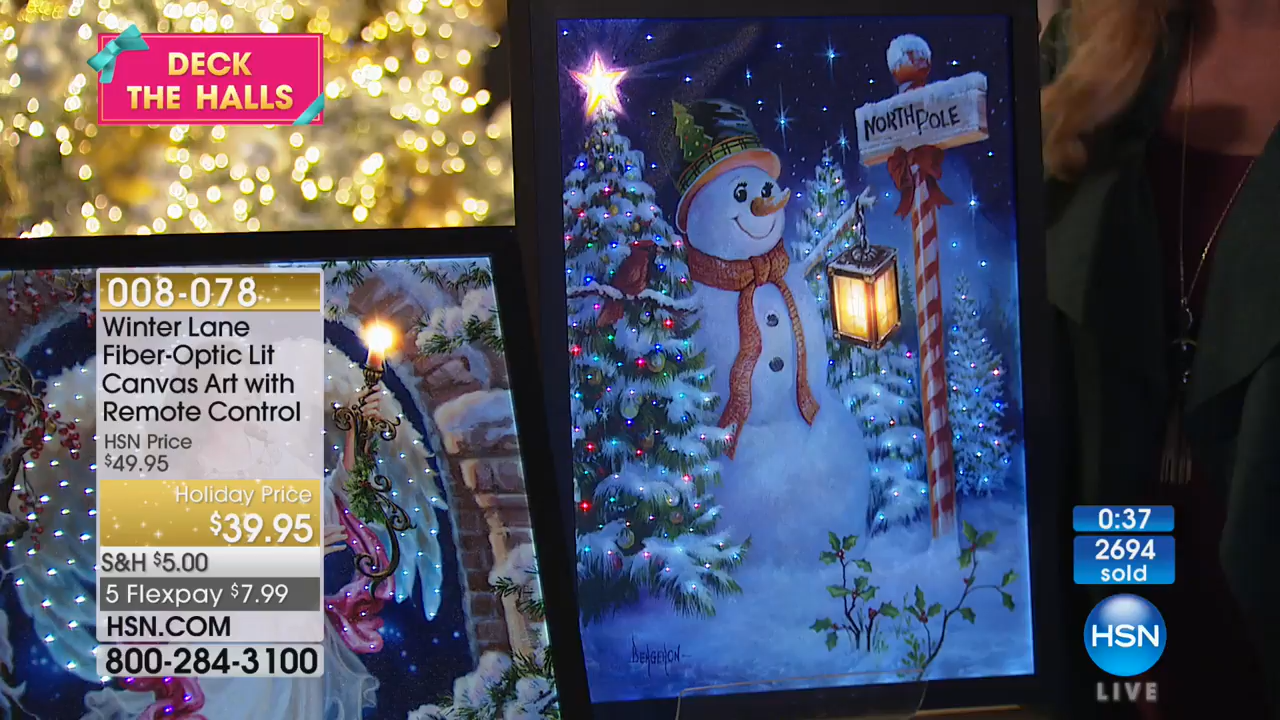 DECK
THE HALLS
NORTH POLE
008-078
Winter Lane
Fiber-Optic Lit
Canvas Art with
Remote Control
HSN Price
$49.95
Holiday Price
$39.95
S&H $5.00
5 Flexpay $7.99
HSN.COM
800-284-3100
0:37
2694
sold
HSN
LIVE